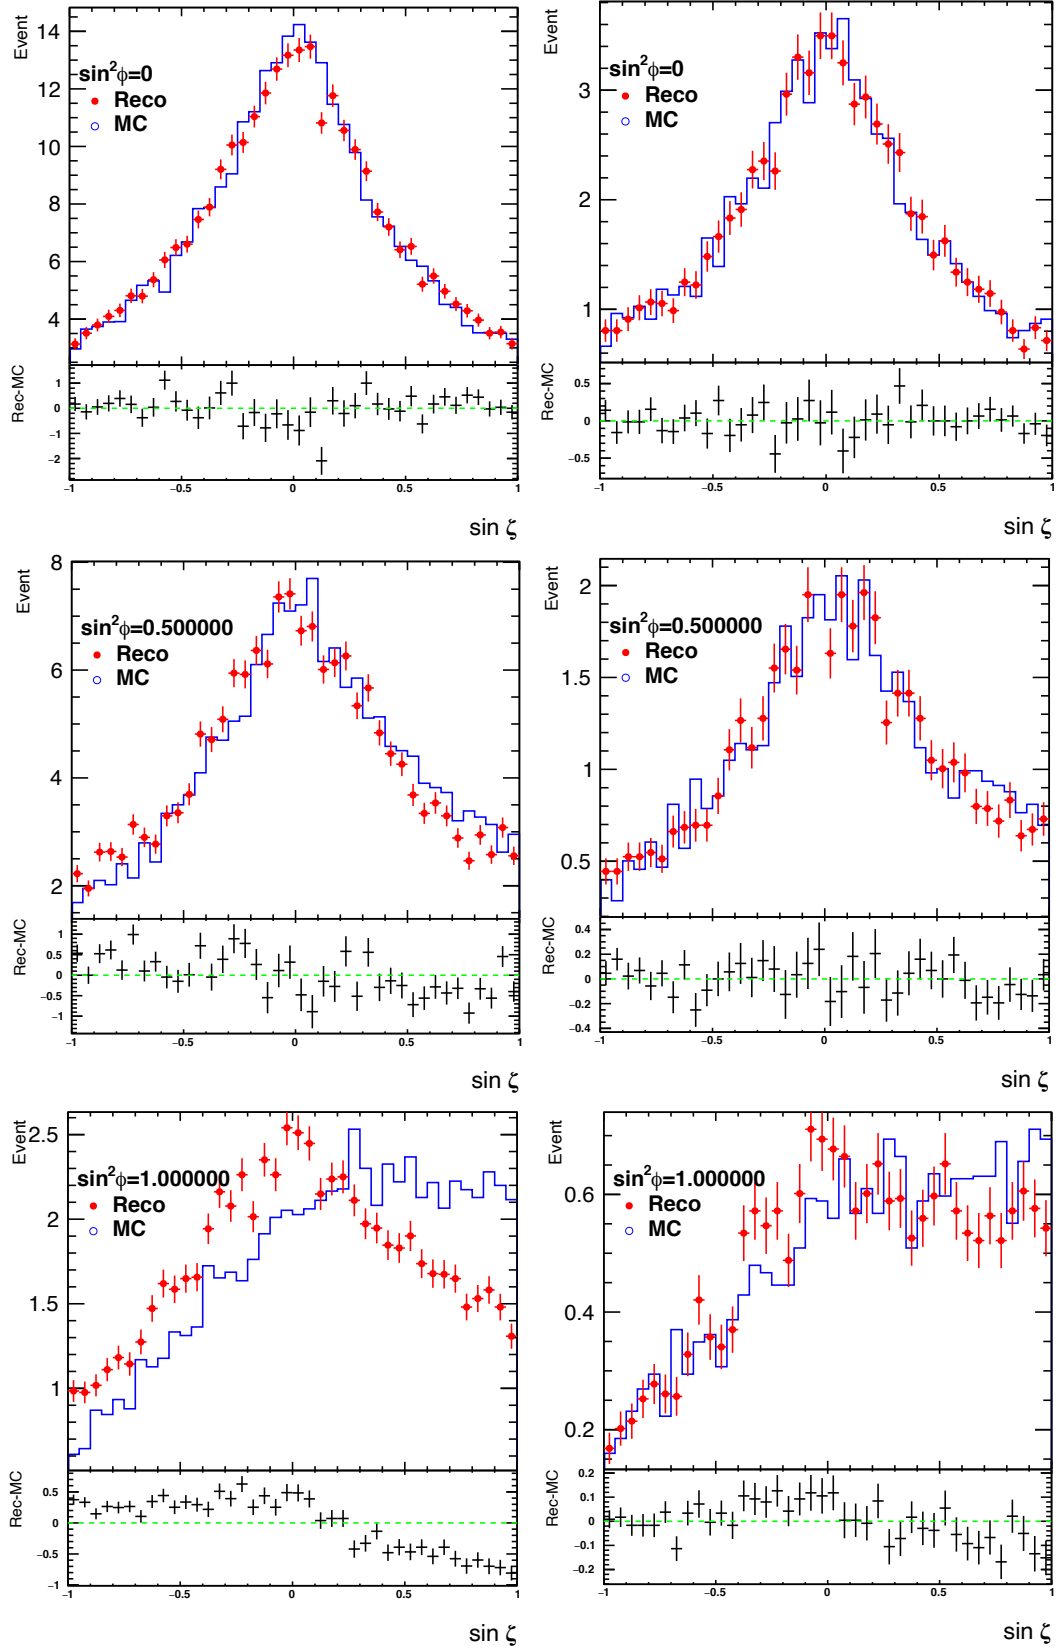 Event
14
12
10
8
6
4
sin²ϕ=0
Reco
MC
Rec-MC
1
0
−1
−2
−1
−0.5
0
0.5
1
sin ζ
Event
3
2
1
sin²ϕ=0
Reco
MC
Rec-MC
0.5
0
−0.5
−1
−0.5
0
0.5
1
sin ζ
Event
8
6
4
2
sin²ϕ=0.500000
Reco
MC
Rec-MC
1
0.5
0
−0.5
−1
−1
−0.5
0
0.5
1
sin ζ
Event
2
1.5
1
0.5
sin²ϕ=0.500000
Reco
MC
Rec-MC
0.4
0.2
0
−0.2
−0.4
−1
−0.5
0
0.5
1
sin ζ
Event
2.5
2
1.5
1
sin²ϕ=1.000000
Reco
MC
Rec-MC
0.5
0
−0.5
−1
−1
−0.5
0
0.5
1
sin ζ
Event
0.6
0.4
0.2
sin²ϕ=1.000000
Reco
MC
Rec-MC
0.2
0.1
0
−0.1
−0.2
−1
−0.5
0
0.5
1
sin ζ